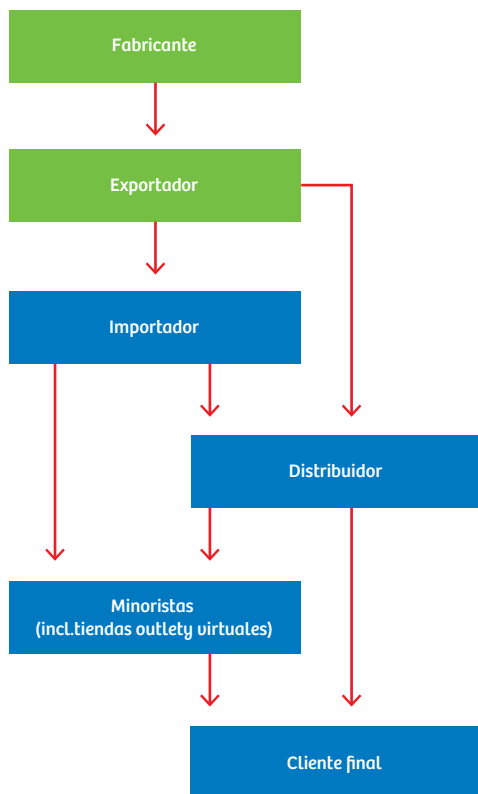 Fabricante
Exportador
Importador
Distribuidor
Minoristas
(incl.tiendas outlety virtuales)
Cliente final